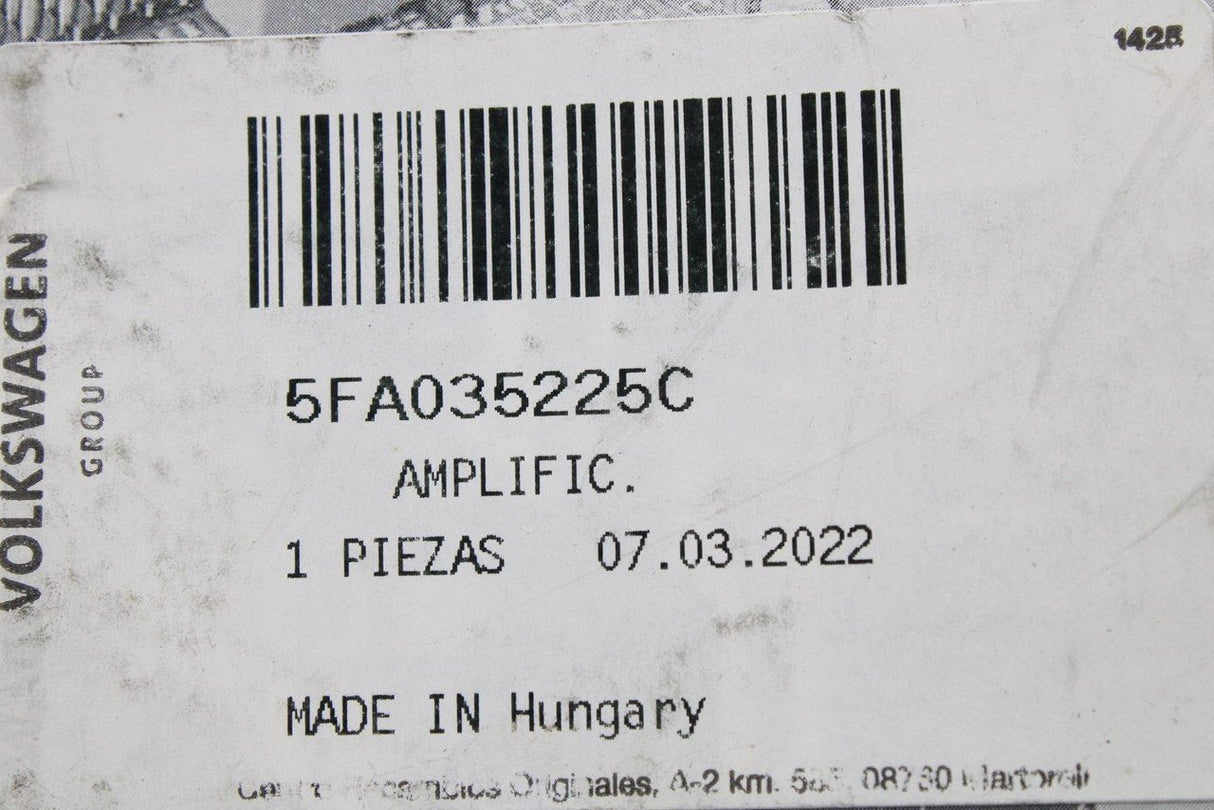 1425
VOLKSWAGEN
GROUP
5FA035225C
AMPLIFIC.
1 PIEZAS 07.03.2022
MADE IN Hungary
Originales, A-2 km.